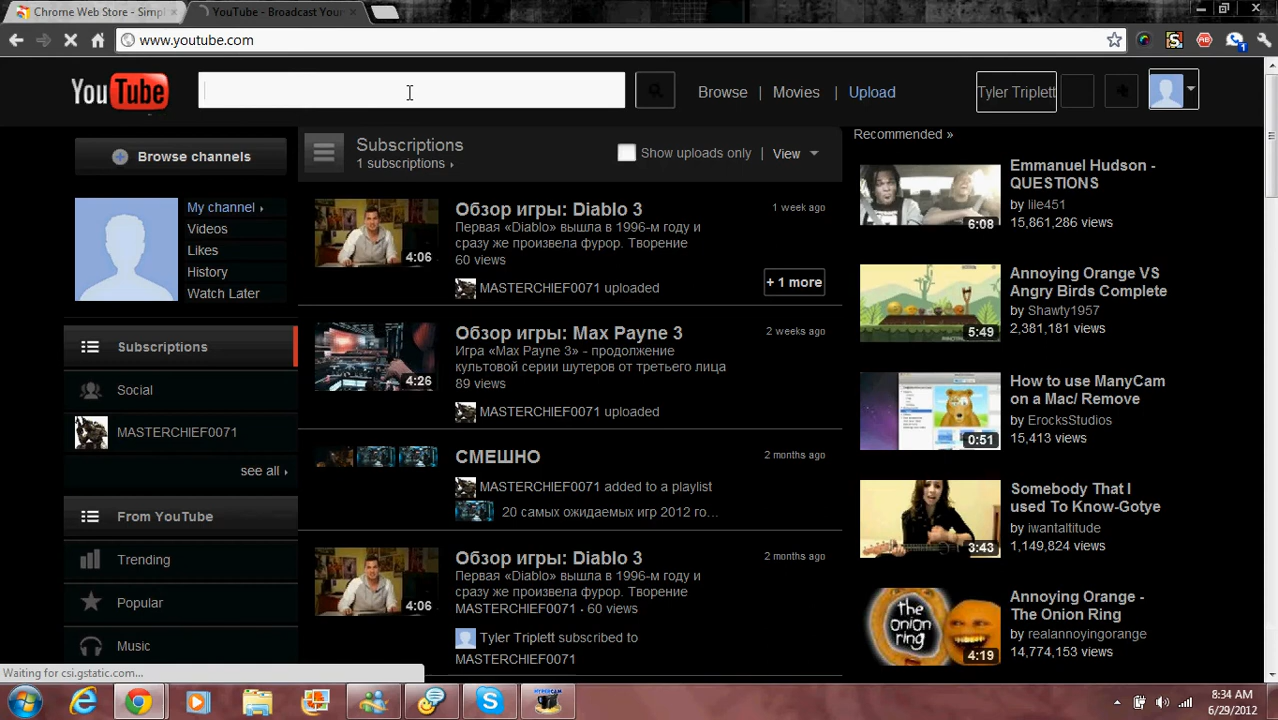 Chrome Web Store - Simpl
YouTube - Broadcast Your
www.youtube.com
YouTube
Browse | Movies | Upload
Tyler Triplett
Browse channels
My channel
Videos
Likes
History
Watch Later
Subscriptions
Social
MASTERCHIEF0071
see all
From YouTube
Trending
Popular
Music
Subscriptions
1 subscriptions
Show uploads only | View
Обзор игры: Diablo 3
1 week ago
Первая «Diablo» вышла в 1996-м году и
сразу же произвела фурор. Творение
60 views
4:06
MASTERCHIEF0071 uploaded
+ 1 more
Обзор игры: Max Payne 3
2 weeks ago
Игра «Max Payne 3» - продолжение
культовой серии шутеров от третьего лица
89 views
4:26
MASTERCHIEF0071 uploaded
СМЕШНО
2 months ago
MASTERCHIEF0071 added to a playlist
20 самых ожидаемых игр 2012 го...
Обзор игры: Diablo 3
2 months ago
Первая «Diablo» вышла в 1996-м году и
сразу же произвела фурор. Творение
MASTERCHIEF0071 · 60 views
4:06
Tyler Triplett subscribed to
MASTERCHIEF0071
Recommended »
Emmanuel Hudson -
QUESTIONS
by lile451
15,861,286 views
6:08
Annoying Orange VS
Angry Birds Complete
by Shawty1957
2,381,181 views
5:49
How to use ManyCam
on a Mac/ Remove
by ErocksStudios
15,413 views
0:51
Somebody That I
used To Know-Gotye
by iwantaltitude
1,149,824 views
3:43
Annoying Orange -
The Onion Ring
by realannoyingorange
14,774,153 views
the
onion
ring
4:19
Waiting for csi.gstatic.com...
HYPERCAM
8:34 AM
6/29/2012